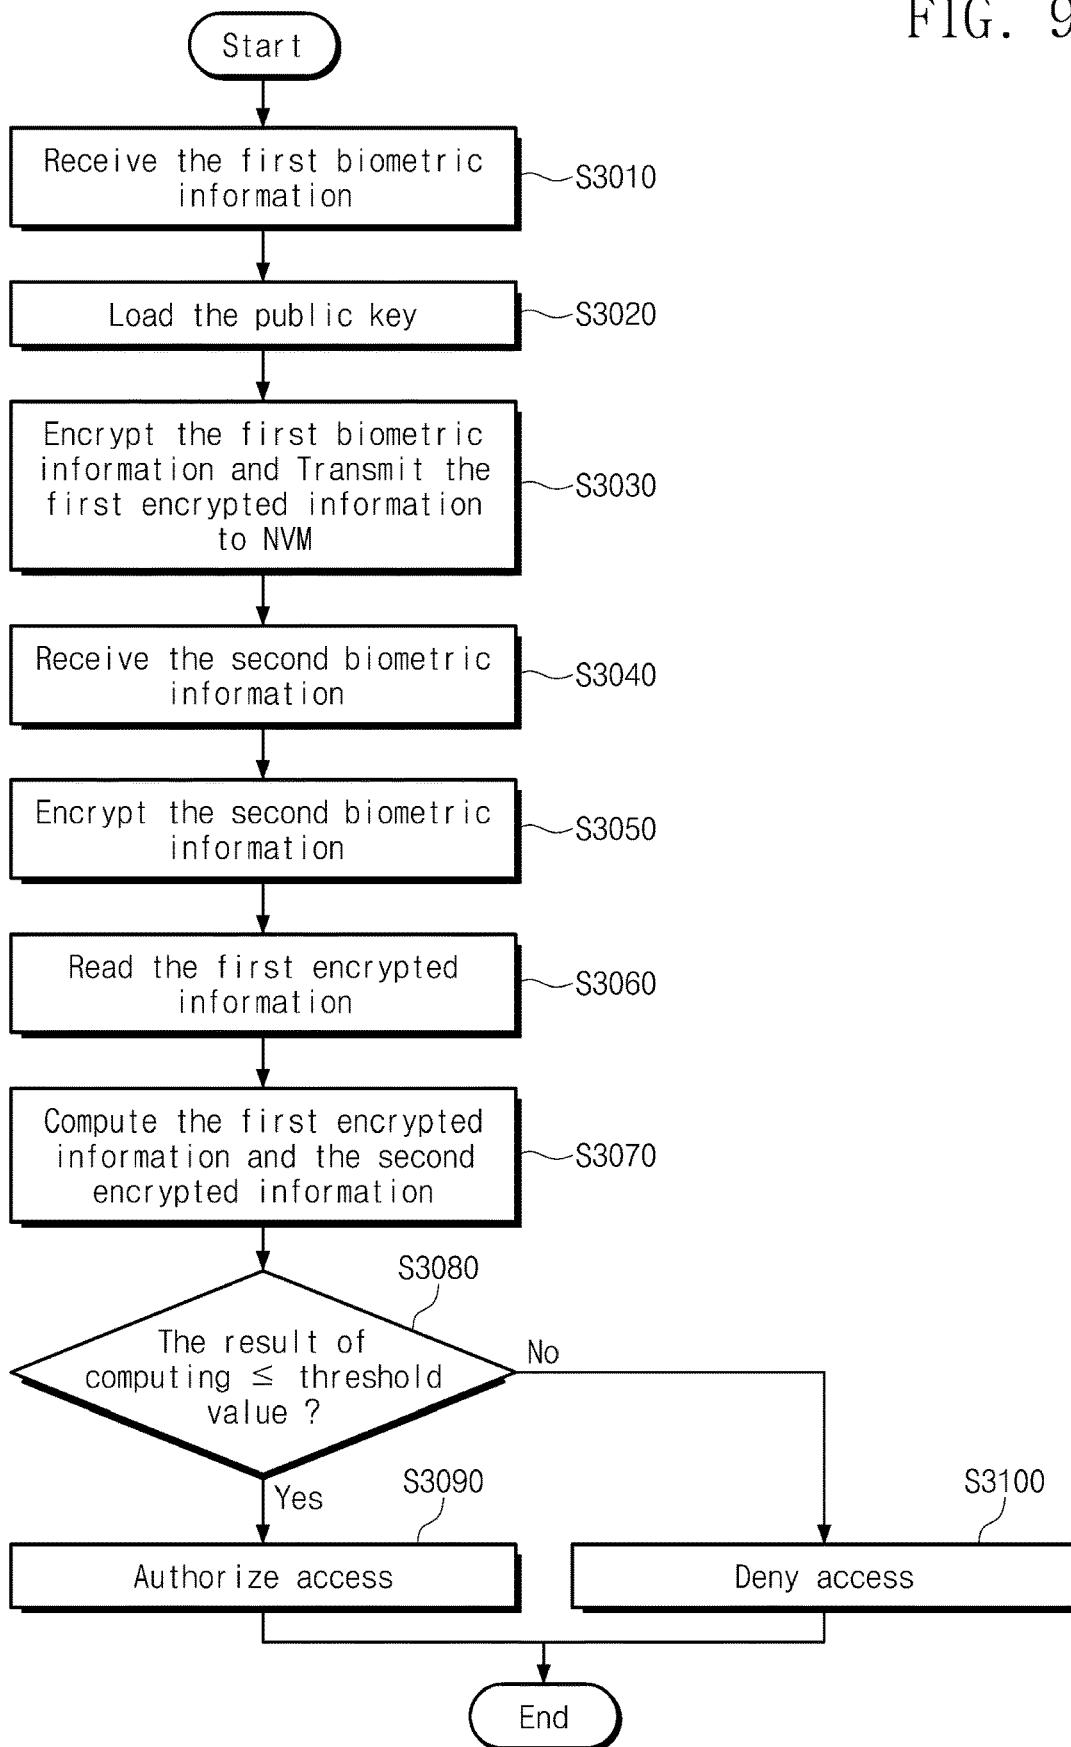 FIG. 9
Start
Receive the first biometric
information
S3010
Load the public key
S3020
Encrypt the first biometric
information and Transmit the
first encrypted information
to NVM
S3030
Receive the second biometric
information
S3040
Encrypt the second biometric
information
S3050
Read the first encrypted
information
S3060
Compute the first encrypted
information and the second
encrypted information
S3070
S3080
The result of
computing ≤ threshold
value ?
No
Yes
S3090
S3100
Authorize access
Deny access
End